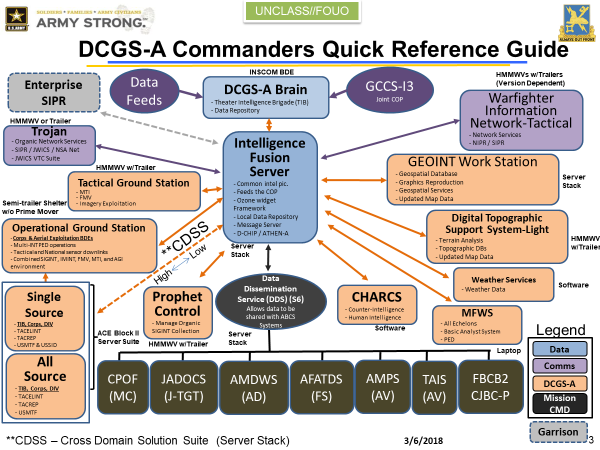 UNCLASS//FOUO
SOLDIERS * FAMILIES * ARMY CIVILIANS
U.S. ARMY
ARMY STRONG.™
ALWAYS OUT FRONT
DCGS-A Commanders Quick Reference Guide
Enterprise
SIPR
Data
Feeds
INSCOM BDE
DCGS-A Brain
- Theater Intelligence Brigade (TIB)
- Data Repository
GCCS-I3
Joint COP
HMMWVs w/Trailers
(Version Dependent)
Warfighter
Information
Network-Tactical
- Network Services
- NIPR / SIPR
HMMWV or Trailer
Trojan
- Organic Network Services
- SIPR / JWICS / NSA Net
- JWICS VTC Suite
Intelligence
Fusion
Server
- Common intel pic.
- Feeds the COP
- Ozone widget
Framework
- Local Data Repository
- Message Server
- D-CHIP / ATHEN-A
Server
Stack
GEOINT Work Station
- Geospatial Database
- Graphics Reproduction
- Geospatial Services
- Updated Map Data
Server
Stack
HMMWV w/Trailer
Tactical Ground Station
- MTI
- FMV
- Imagery Exploitation
Semi-trailer Shelter
w/o Prime Mover
Operational Ground Station
- Corps & Aerial Exploitation BDEs
- Multi-INT PED operations
- Tactical and National sensor downlinks
- Combined SIGINT, IMINT, FMV, MTI, and AGI
environment
**CDSS
High
Low
Digital Topographic
Support System-Light
- Terrain Analysis
- Topographic DBs
- Updated Map Data
HMMWV
w/Trailer
Weather Services
- Weather Data
Software
Single
Source
- TIB, Corps, DIV
- TACELINT
- TACREP
- USMTF & USSID
All
Source
- TIB, Corps, DIV
- TACELINT
- TACREP
- USMTF
ACE Block II
Server Suite
Prophet
Control
- Manage Organic
SIGINT Collection
HMMWV w/Trailer
Data
Dissemination
Service (DDS) (S6)
Allows data to be
shared with ABCS
Systems
Server
Stack
CHARCS
- Counter-Intelligence
- Human Intelligence
Software
MFWS
- All Echelons
- Basic Analyst System
- PED
Laptop
CPOF
(MC)
JADOCS
(J-TGT)
AMDWS
(AD)
AFATDS
(FS)
AMPS
(AV)
TAIS
(AV)
FBCB2
CJBC-P
Legend
Data
Comms
DCGS-A
Mission
CMD
Garrison
**CDSS – Cross Domain Solution Suite (Server Stack)
3/6/2018
3